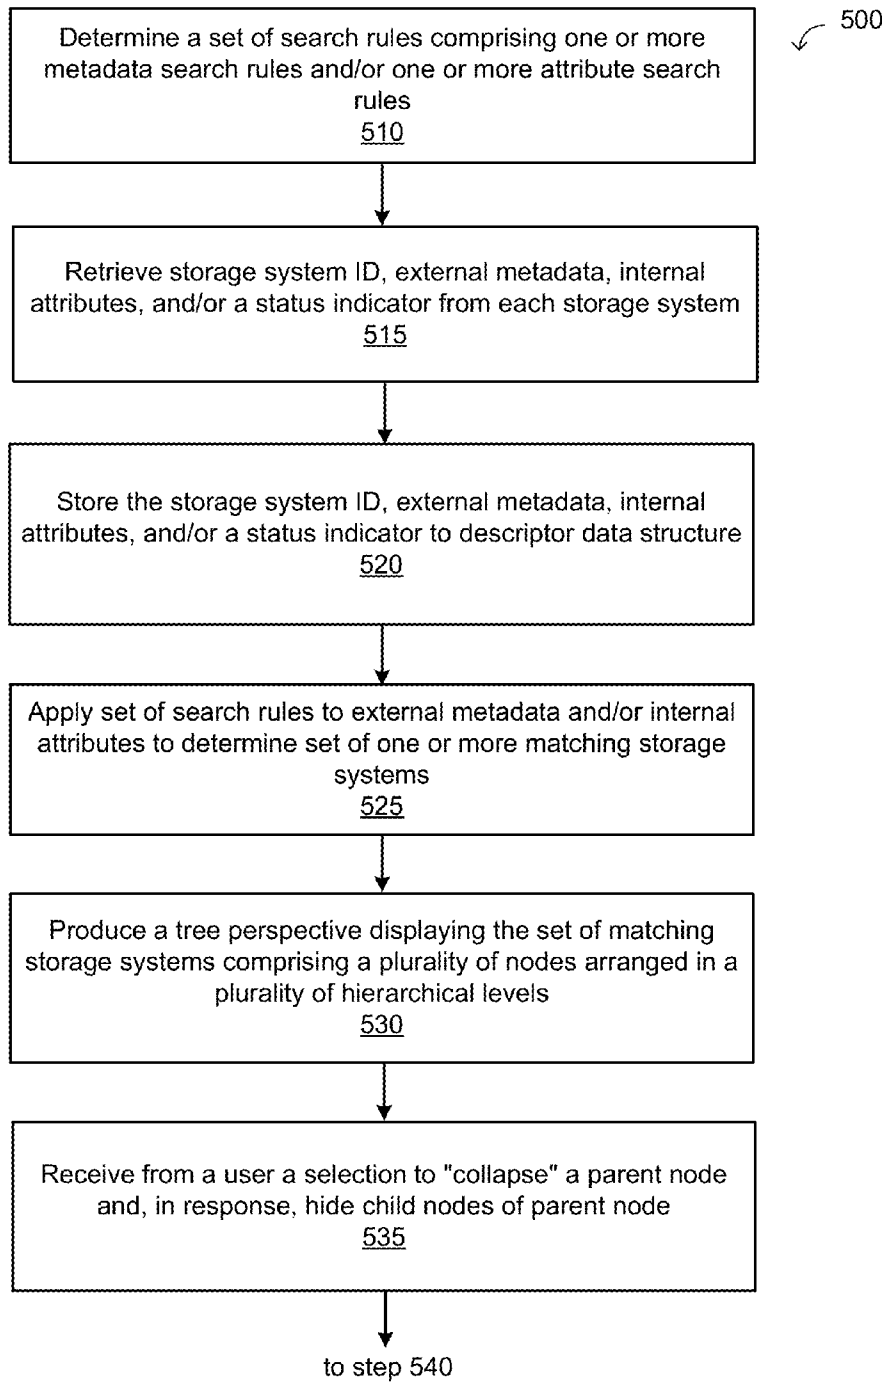 500
Determine a set of search rules comprising one or more
metadata search rules and/or one or more attribute search
rules
510
Retrieve storage system ID, external metadata, internal
attributes, and/or a status indicator from each storage system
515
Store the storage system ID, external metadata, internal
attributes, and/or a status indicator to descriptor data structure
520
Apply set of search rules to external metadata and/or internal
attributes to determine set of one or more matching storage
systems
525
Produce a tree perspective displaying the set of matching
storage systems comprising a plurality of nodes arranged in a
plurality of hierarchical levels
530
Receive from a user a selection to "collapse" a parent node
and, in response, hide child nodes of parent node
535
to step 540